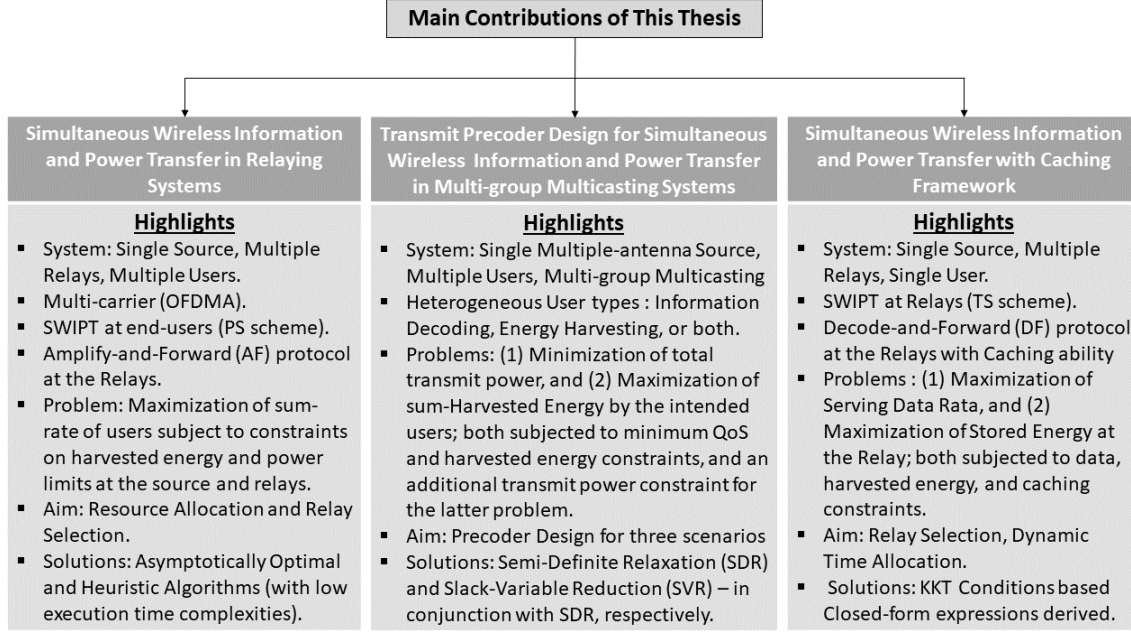 Main Contributions of This Thesis
Simultaneous Wireless Information
and Power Transfer in Relaying
Systems
Highlights
▪ System: Single Source, Multiple
Relays, Multiple Users.
▪ Multi-carrier (OFDMA).
▪ SWIPT at end-users (PS scheme).
▪ Amplify-and-Forward (AF) protocol
at the Relays.
▪ Problem: Maximization of sum-
rate of users subject to constraints
on harvested energy and power
limits at the source and relays.
▪ Aim: Resource Allocation and Relay
Selection.
▪ Solutions: Asymptotically Optimal
and Heuristic Algorithms (with low
execution time complexities).
Transmit Precoder Design for Simultaneous
Wireless Information and Power Transfer
in Multi-group Multicasting Systems
Highlights
▪ System: Single Multiple-antenna Source,
Multiple Users, Multi-group Multicasting
▪ Heterogeneous User types : Information
Decoding, Energy Harvesting, or both.
▪ Problems: (1) Minimization of total
transmit power, and (2) Maximization of
sum-Harvested Energy by the intended
users; both subjected to minimum QoS
and harvested energy constraints, and an
additional transmit power constraint for
the latter problem.
▪ Aim: Precoder Design for three scenarios
▪ Solutions: Semi-Definite Relaxation (SDR)
and Slack-Variable Reduction (SVR) – in
conjunction with SDR, respectively.
Simultaneous Wireless Information
and Power Transfer with Caching
Framework
Highlights
▪ System: Single Source, Multiple
Relays, Single User.
▪ SWIPT at Relays (TS scheme).
▪ Decode-and-Forward (DF) protocol
at the Relays with Caching ability
▪ Problems : (1) Maximization of
Serving Data Rata, and (2)
Maximization of Stored Energy at
the Relay; both subjected to data,
harvested energy, and caching
constraints.
▪ Aim: Relay Selection, Dynamic
Time Allocation.
▪ Solutions: KKT Conditions based
Closed-form expressions derived.